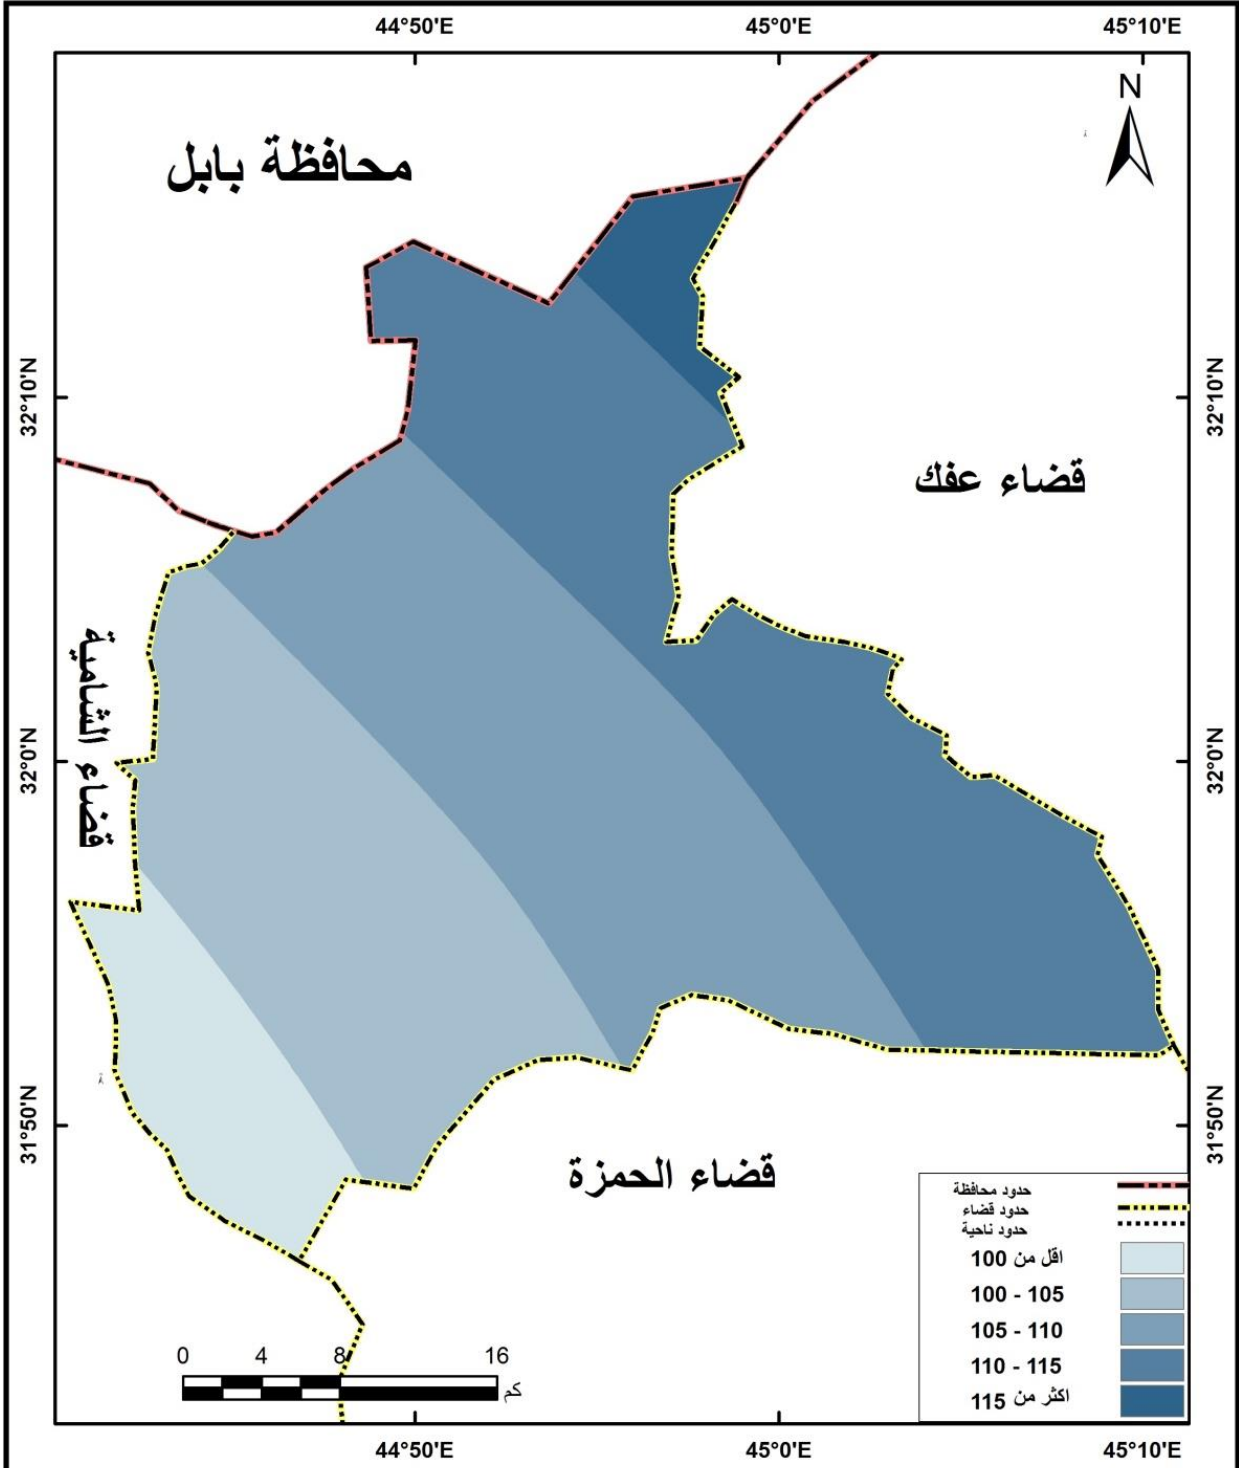 44°50'E
45°0'E
45°10'E
N
محافظة بابل
32°10'N
32°10'N
قضاء عفك
قضاء الشامية
32°0'N
32°0'N
31°50'N
31°50'N
قضاء الحمزة
حدود محافظة
حدود قضاء
حدود ناحية
اقل من 100
100 - 105
105 - 110
110 - 115
اكثر من 115
0 4 8 16
كم
44°50'E
45°0'E
45°10'E